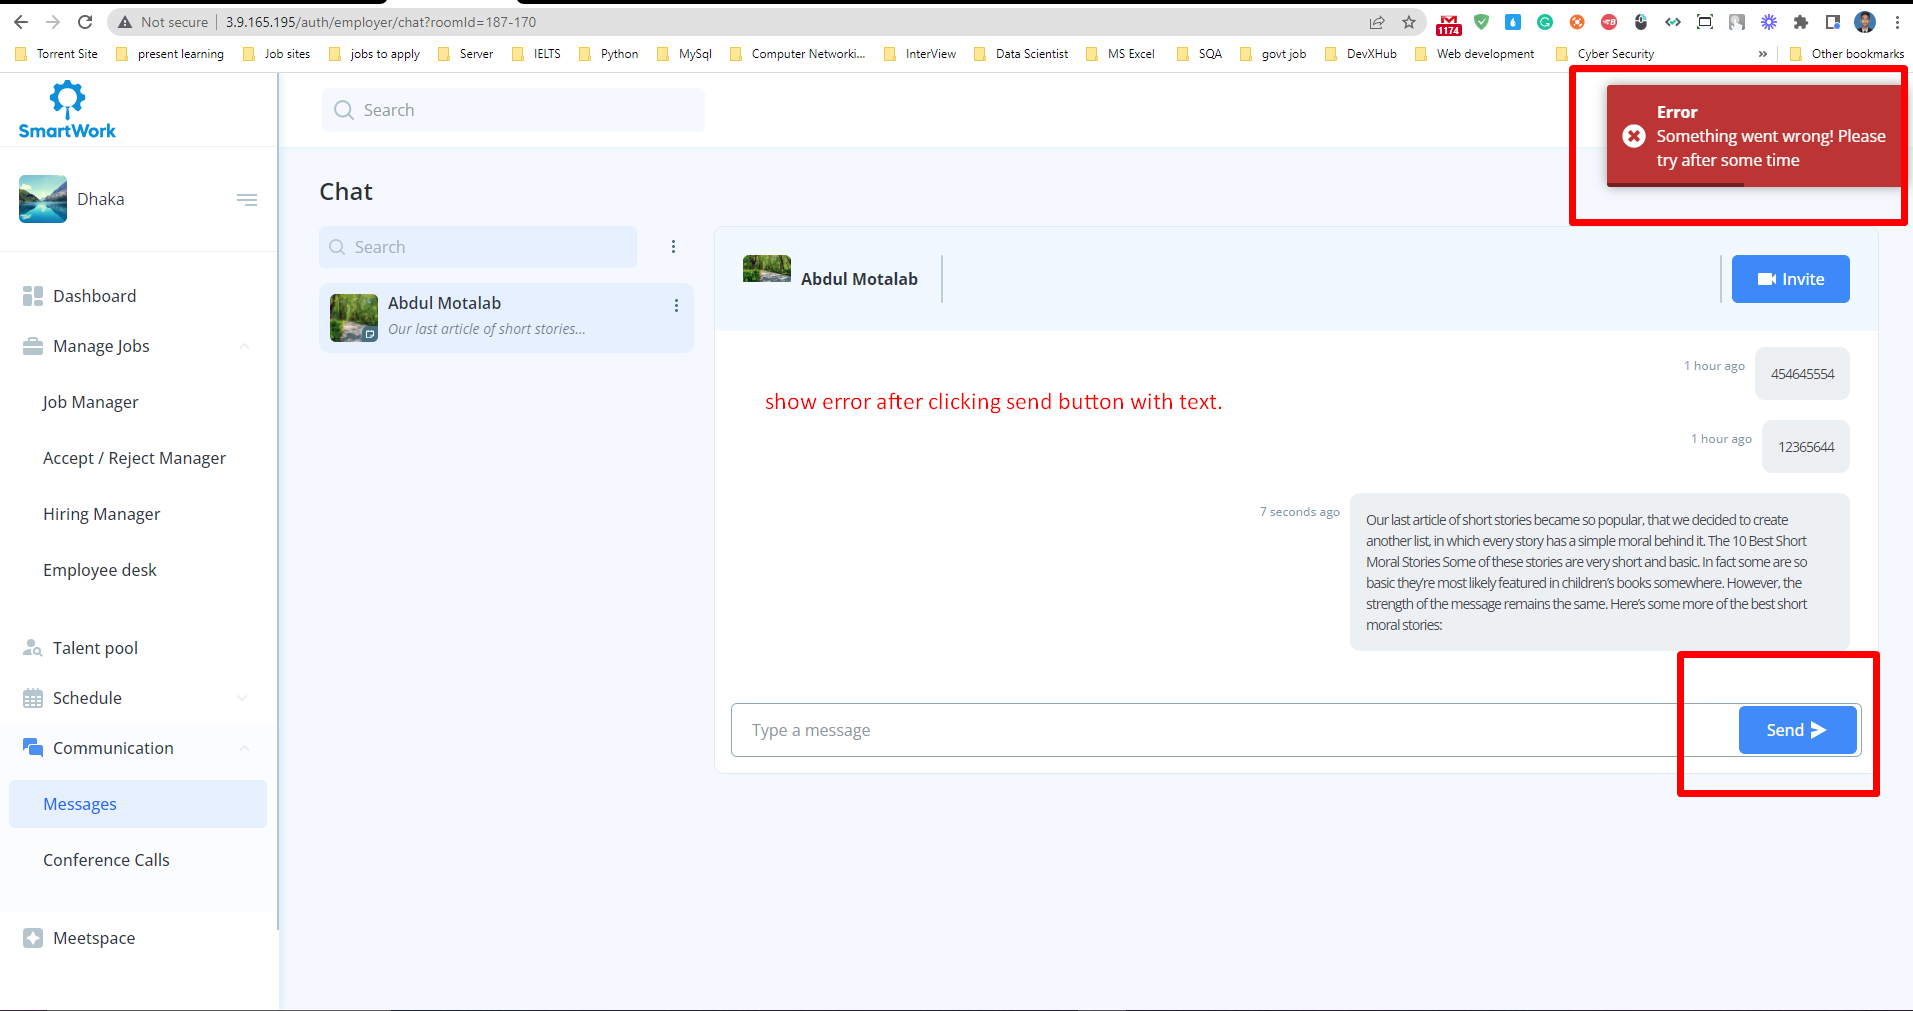 Not secure
3.9.165.195/auth/employer/chat?roomId=187-170
1174
Torrent Site
present learning
Job sites
jobs to apply
Server
IELTS
Python
MySql
Computer Networki...
InterView
Data Scientist
MS Excel
SQA
govt job
DevXHub
Web development
Cyber Security
»
Other bookmarks
SmartWork
Search
Error
Something went wrong! Please
try after some time
Dhaka
Chat
Search
Abdul Motalab
Our last article of short stories...
Abdul Motalab
Invite
Dashboard
Manage Jobs
Job Manager
Accept / Reject Manager
Hiring Manager
Employee desk
Talent pool
Schedule
Communication
Messages
Conference Calls
Meetspace
1 hour ago
454645554
show error after clicking send button with text.
1 hour ago
12365644
7 seconds ago
Our last article of short stories became so popular, that we decided to create
another list, in which every story has a simple moral behind it. The 10 Best Short
Moral Stories Some of these stories are very short and basic. In fact some are so
basic they're most likely featured in children's books somewhere. However, the
strength of the message remains the same. Here's some more of the best short
moral stories:
Type a message
Send